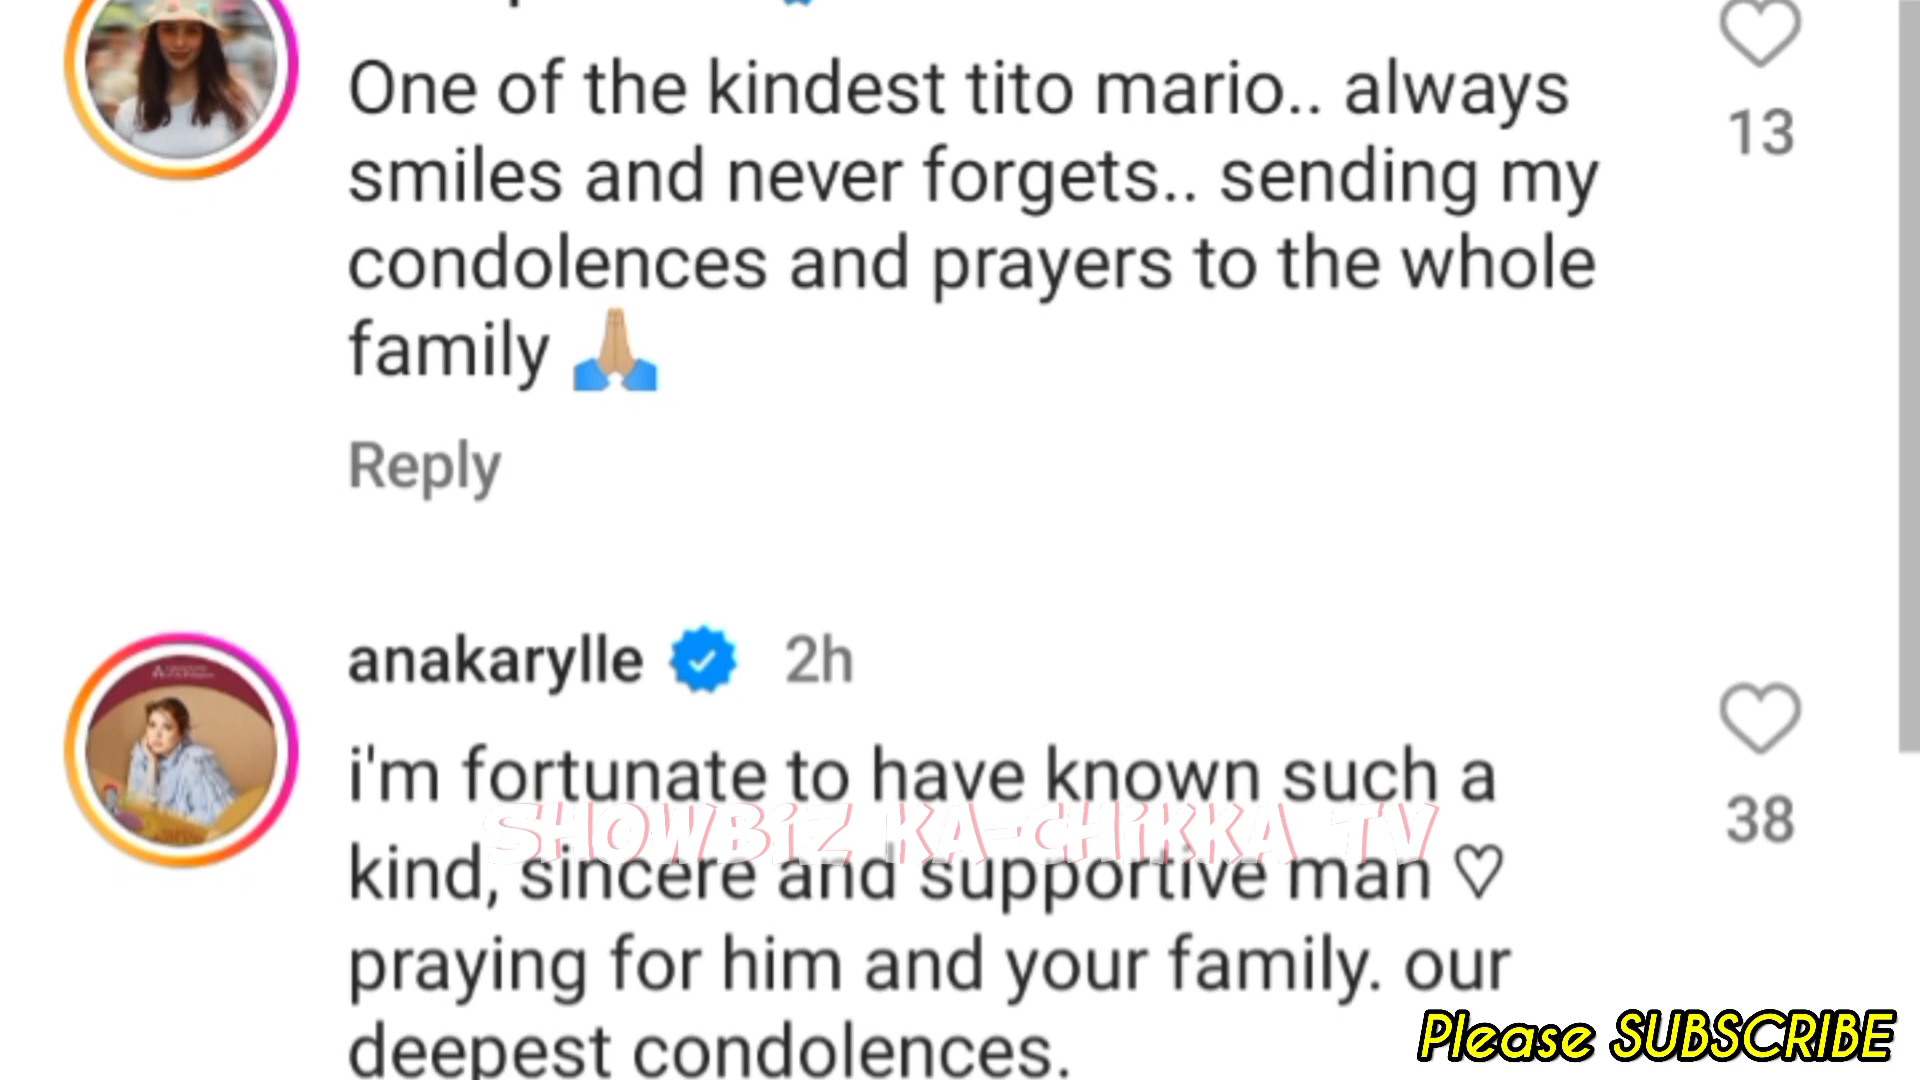 One of the kindest tito mario.. always
13
smiles and never forgets.. sending my
condolences and prayers to the whole
family 🙏🏼
Reply
anakarylle 2h
i'm fortunate to have known such a
38
SHOWBiZ KA-CHiKKA TV
kind, sincere and supportive man ♡
praying for him and your family. our
deepest condolences.
Please SUBSCRIBE